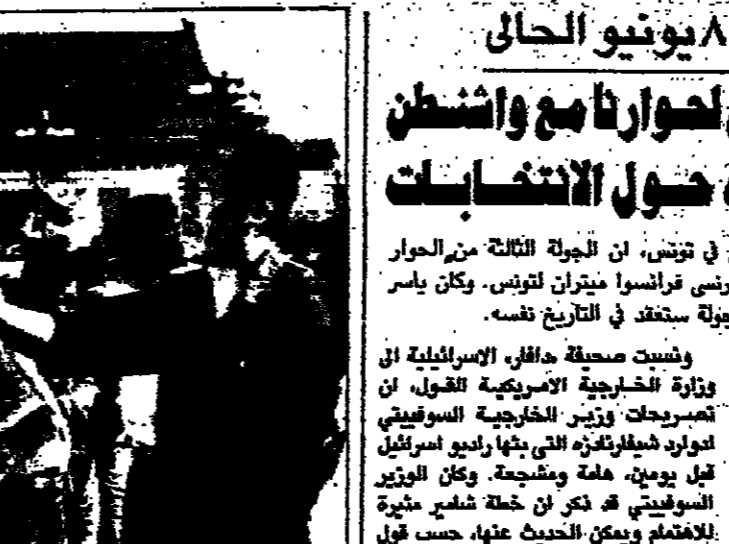 ٨ يونيو الحالى
لحوارنا مع واشنطن
حول الانتخابات
في تونس، ان الجولة الثالثة من الحوار
رنسى فرانسوا ميتران لتونس. وكان ياسر
جولة ستعقد في التاريخ نفسه.
ونسبت صحيفة «دافار» الاسرائيلية الى
وزارة الخارجية الامريكية القول، ان
تصريحات وزير الخارجية السوفييتي
ادوارد شيفارنادزه التي بثها راديو اسرائيل
قبل يومين، هامة ومشجعة. وكان الوزير
السوفييتي قد ذكر ان خطة شامير مثيرة
للاهتمام ويمكن الحديث عنها، حسب قول